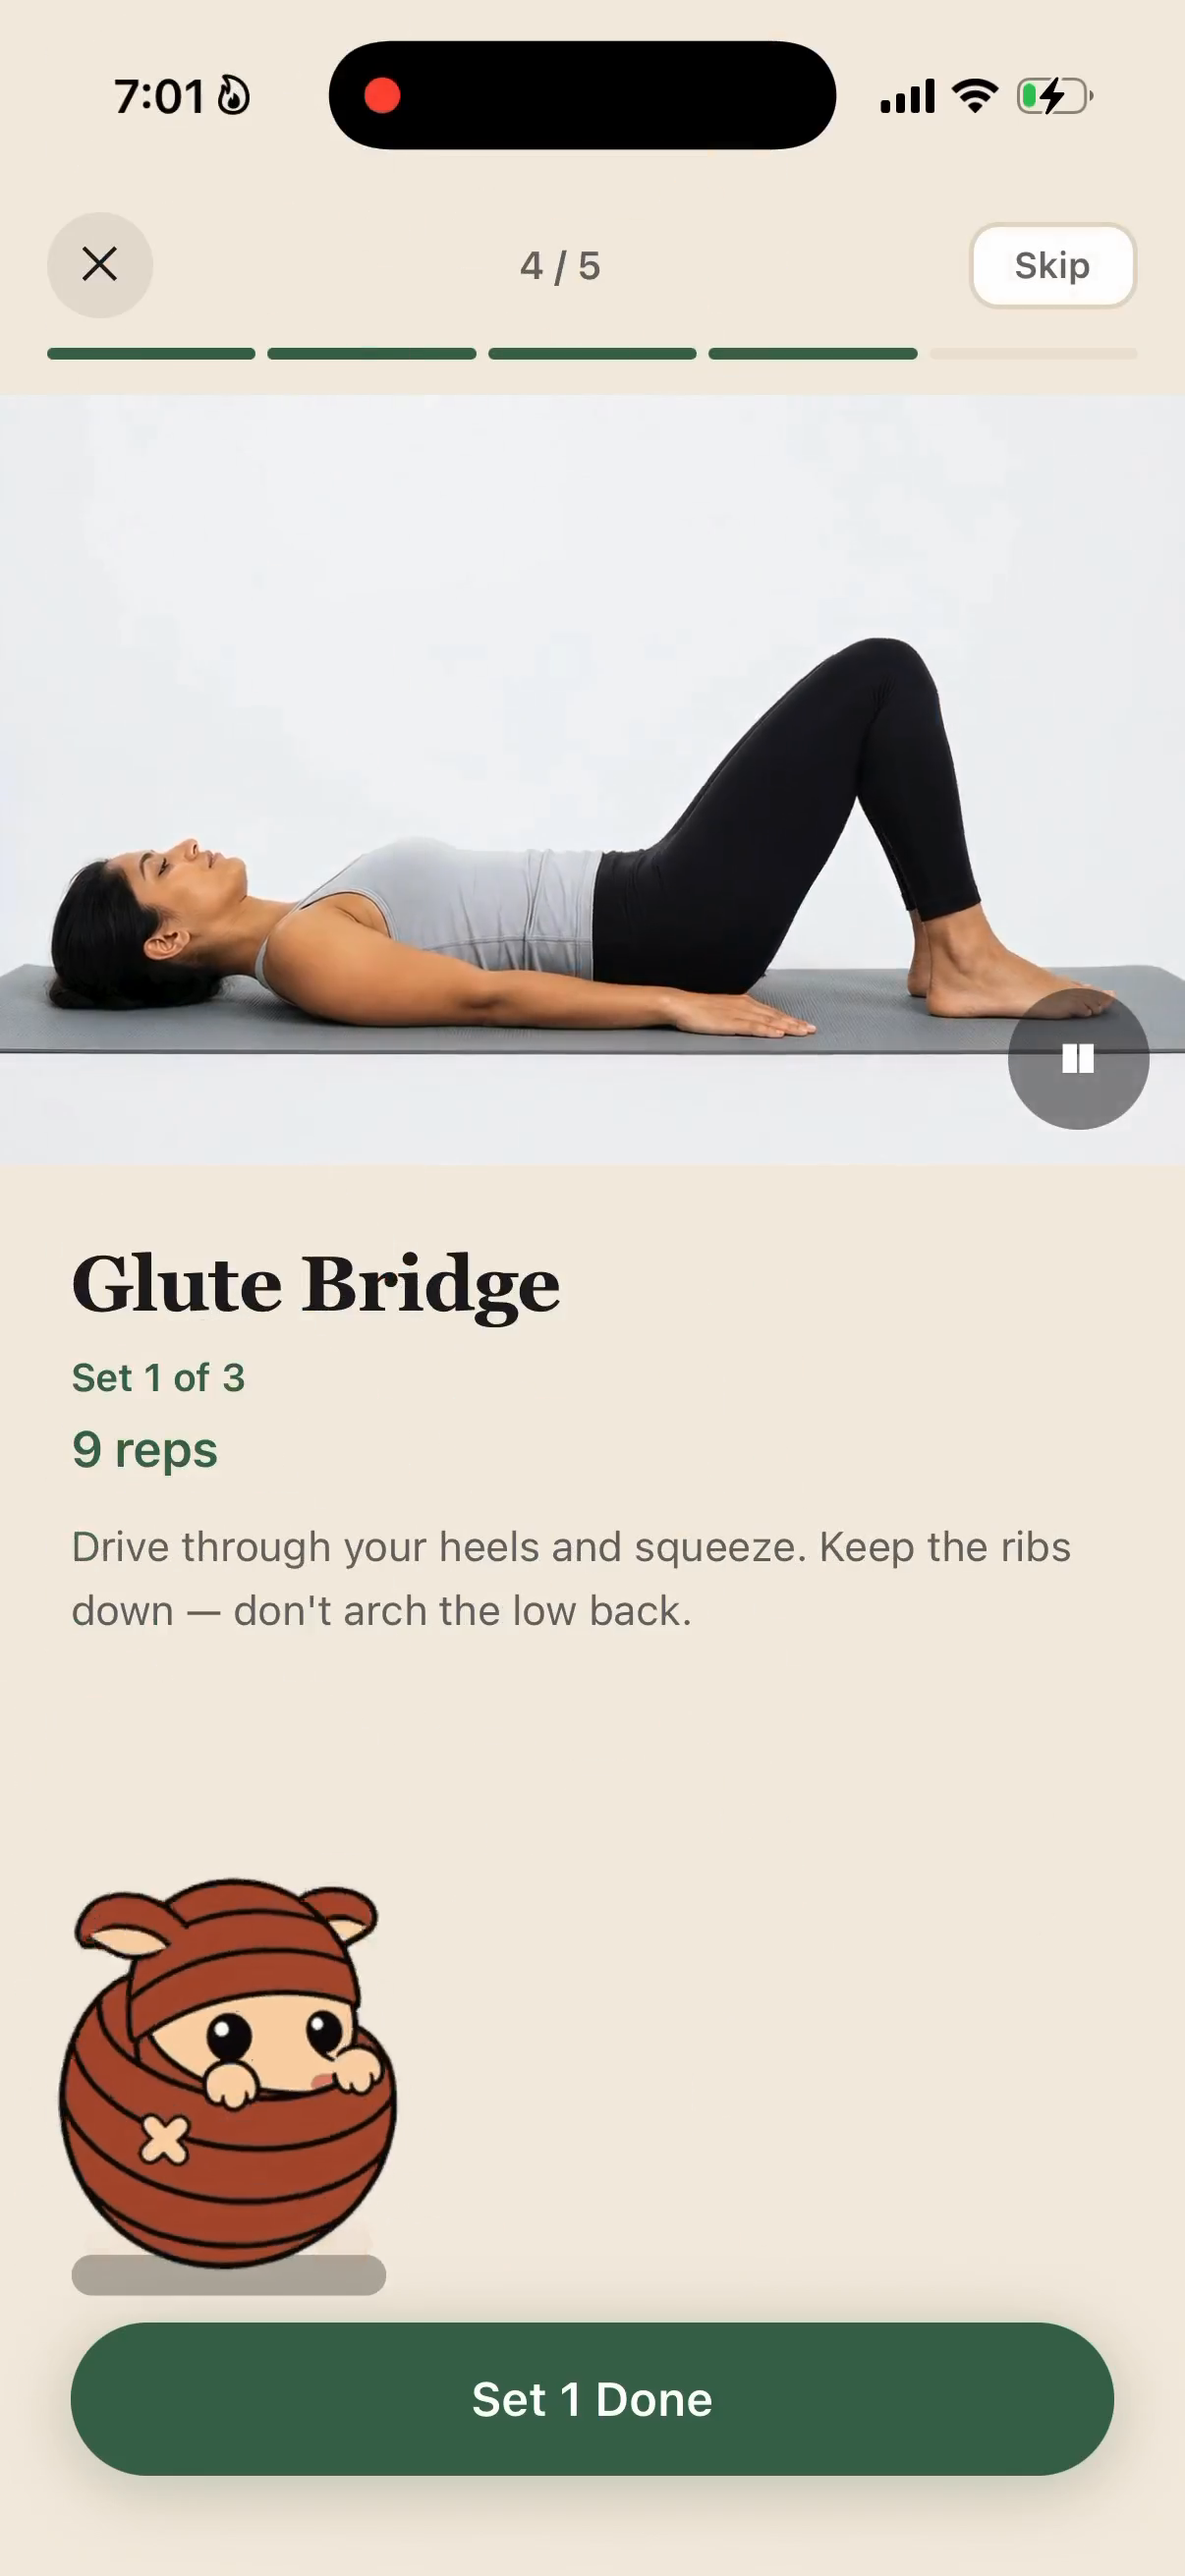 7:01
4 / 5
Skip
Glute Bridge
Set 1 of 3
9 reps
Drive through your heels and squeeze. Keep the ribs
down — don't arch the low back.
Set 1 Done